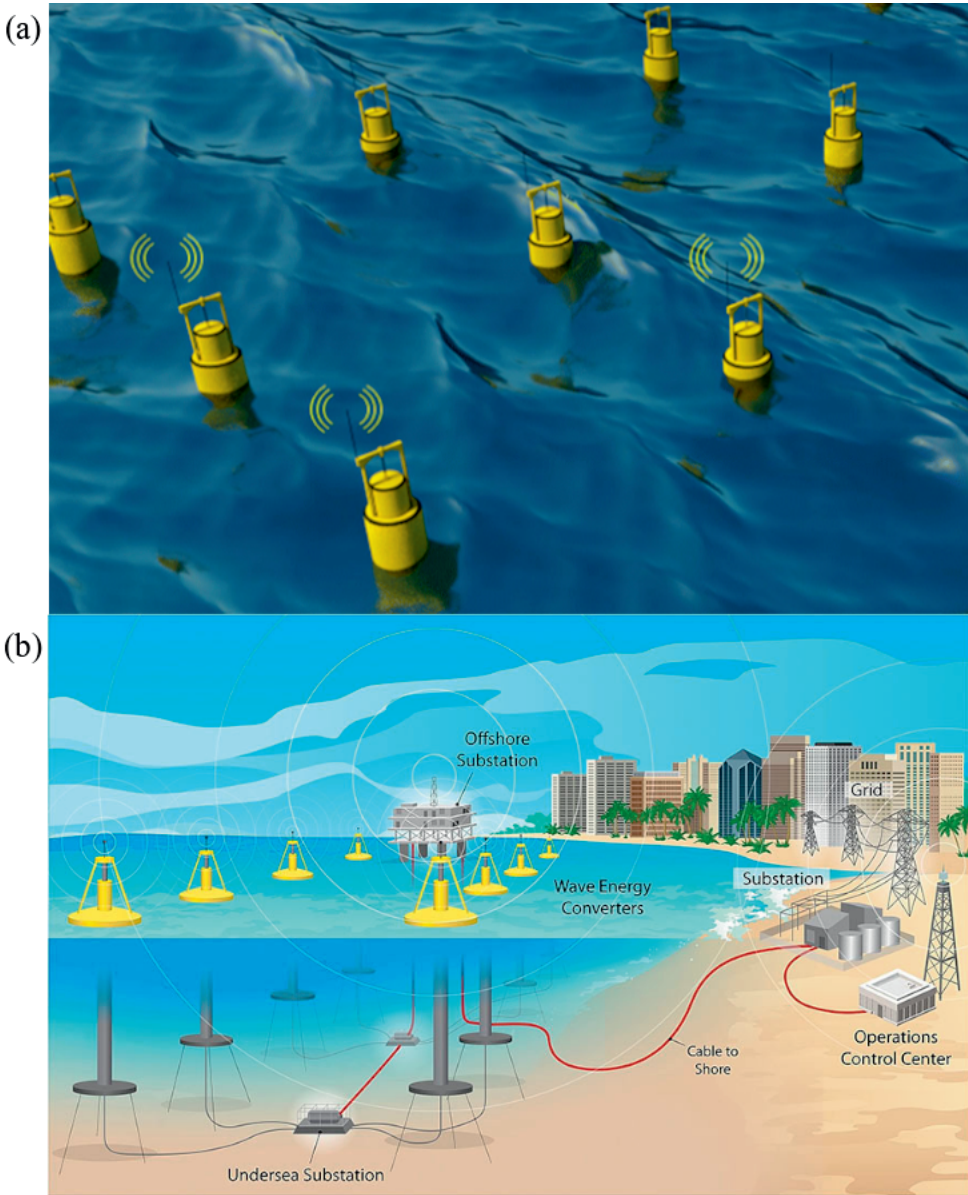 (a)
(b)
Offshore
Substation
Grid
Substation
Wave Energy
Converters
Cable to
Shore
Operations
Control Center
Undersea Substation